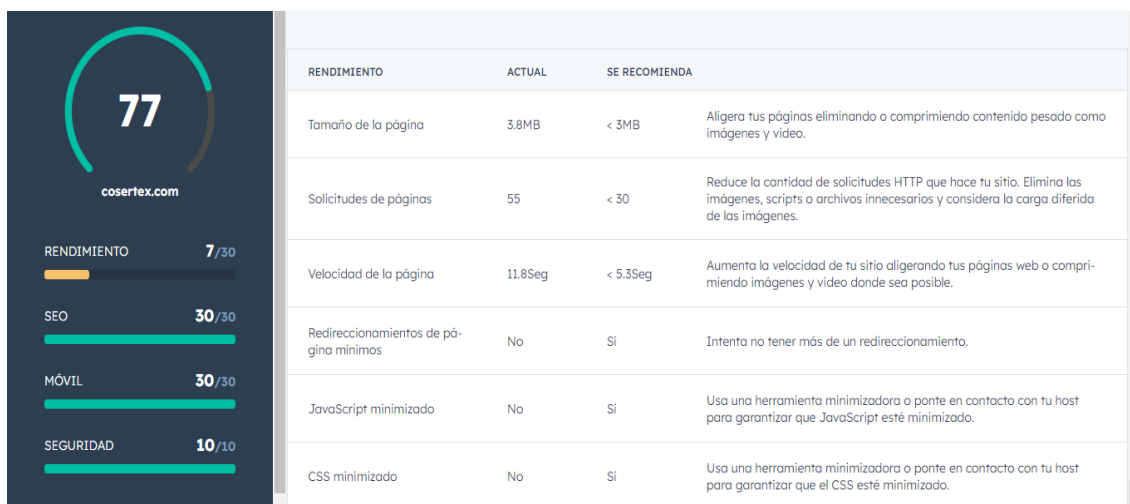 77
cosertex.com
RENDIMIENTO 7/30
SEO 30/30
MÓVIL 30/30
SEGURIDAD 10/10
RENDIMIENTO ACTUAL SE RECOMIENDA
Tamaño de la página 3.8MB < 3MB Aligera tus páginas eliminando o comprimiendo contenido pesado como
imágenes y video.
Solicitudes de páginas 55 < 30 Reduce la cantidad de solicitudes HTTP que hace tu sitio. Elimina las
imágenes, scripts o archivos innecesarios y considera la carga diferida
de las imágenes.
Velocidad de la página 11.8Seg < 5.3Seg Aumenta la velocidad de tu sitio aligerando tus páginas web o compri-
miendo imágenes y video donde sea posible.
Redireccionamientos de pá-
gina mínimos No Sí Intenta no tener más de un redireccionamiento.
JavaScript minimizado No Sí Usa una herramienta minimizadora o ponte en contacto con tu host
para garantizar que JavaScript esté minimizado.
CSS minimizado No Sí Usa una herramienta minimizadora o ponte en contacto con tu host
para garantizar que el CSS esté minimizado.